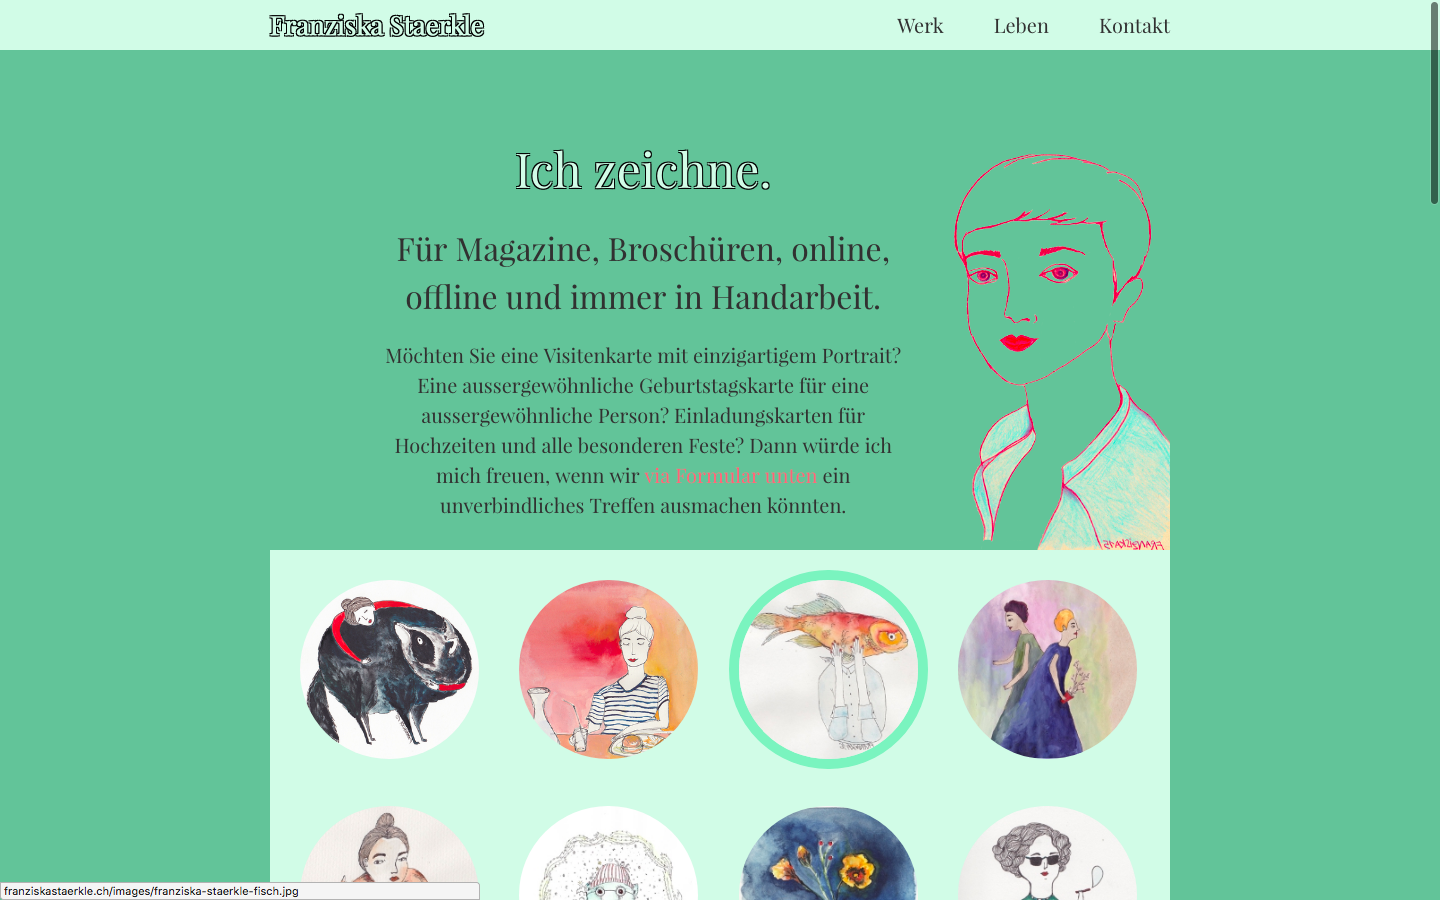 Franziska Staerkle
Werk Leben Kontakt
Ich zeichne.
Für Magazine, Broschüren, online,
offline und immer in Handarbeit.
Möchten Sie eine Visitenkarte mit einzigartigem Portrait?
Eine aussergewöhnliche Geburtstagskarte für eine
aussergewöhnliche Person? Einladungskarten für
Hochzeiten und alle besonderen Feste? Dann würde ich
mich freuen, wenn wir via Formular unten ein
unverbindliches Treffen ausmachen könnten.
franziskastaerkle.ch/images/franziska-staerkle-fisch.jpg